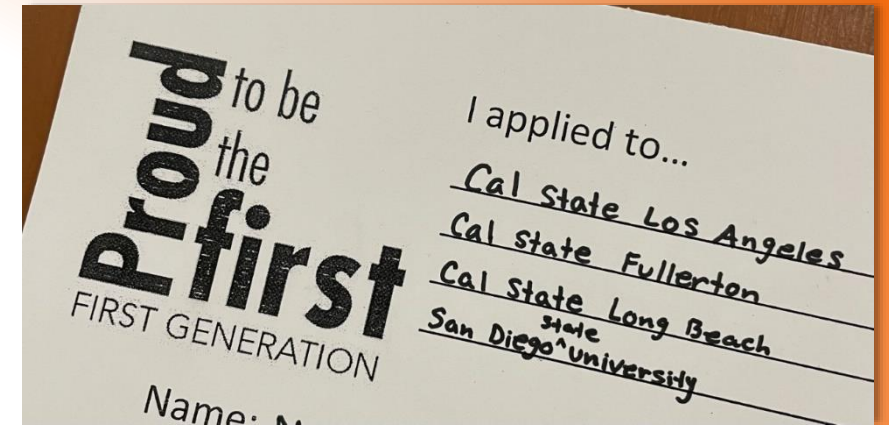 Proud to be
the
first
FIRST GENERATION
I applied to...
Cal State Los Angeles
Cal State Fullerton
Cal State Long Beach
San Diego ^State University
Name: